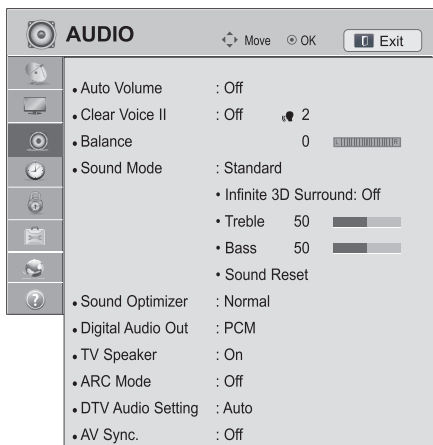 AUDIO Move OK Exit
• Auto Volume : Off
• Clear Voice II : Off 2
• Balance 0 L R
• Sound Mode : Standard
• Infinite 3D Surround: Off
• Treble 50
• Bass 50
• Sound Reset
• Sound Optimizer : Normal
• Digital Audio Out : PCM
• TV Speaker : On
• ARC Mode : Off
• DTV Audio Setting : Auto
• AV Sync. : Off
?